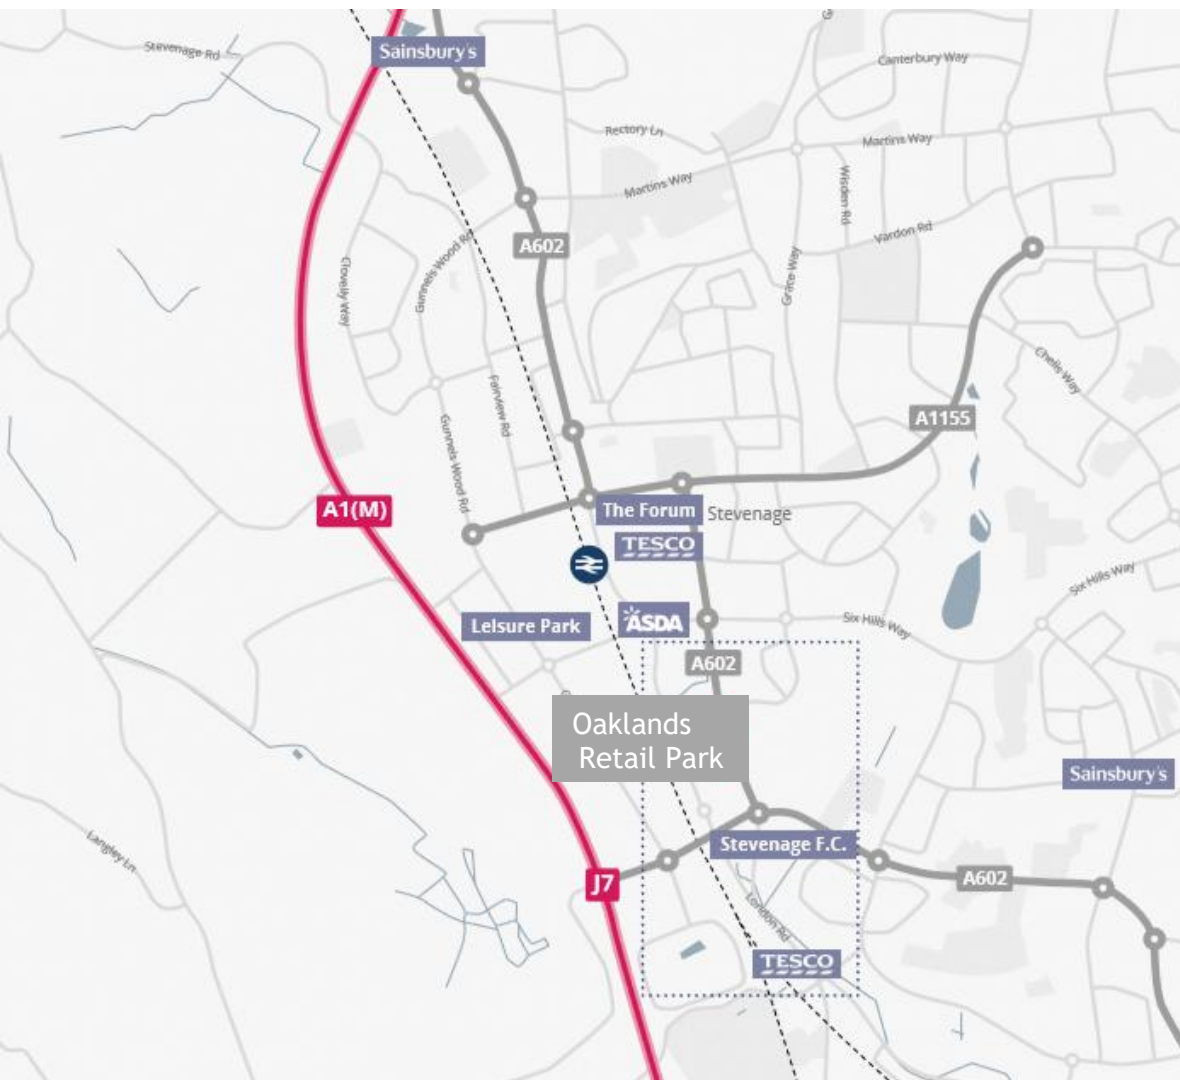 Stevenage Rd
Sainsbury's
Canterbury Way
Rectory Ln
Martins Way
Martins Way
Wisden Rd
Vardon Rd
A602
Gunnels Wood Rd
Clovelly Way
Grace Way
Fairview Rd
Chells Way
A1155
Gunnels Wood Rd
A1(M)
The Forum
Stevenage
TESCO
Six Hills Way
Leisure Park
ASDA
Six Hills Way
A602
Oaklands
Retail Park
Sainsbury's
Stevenage F.C.
Langley Ln
J7
A602
London Rd
TESCO